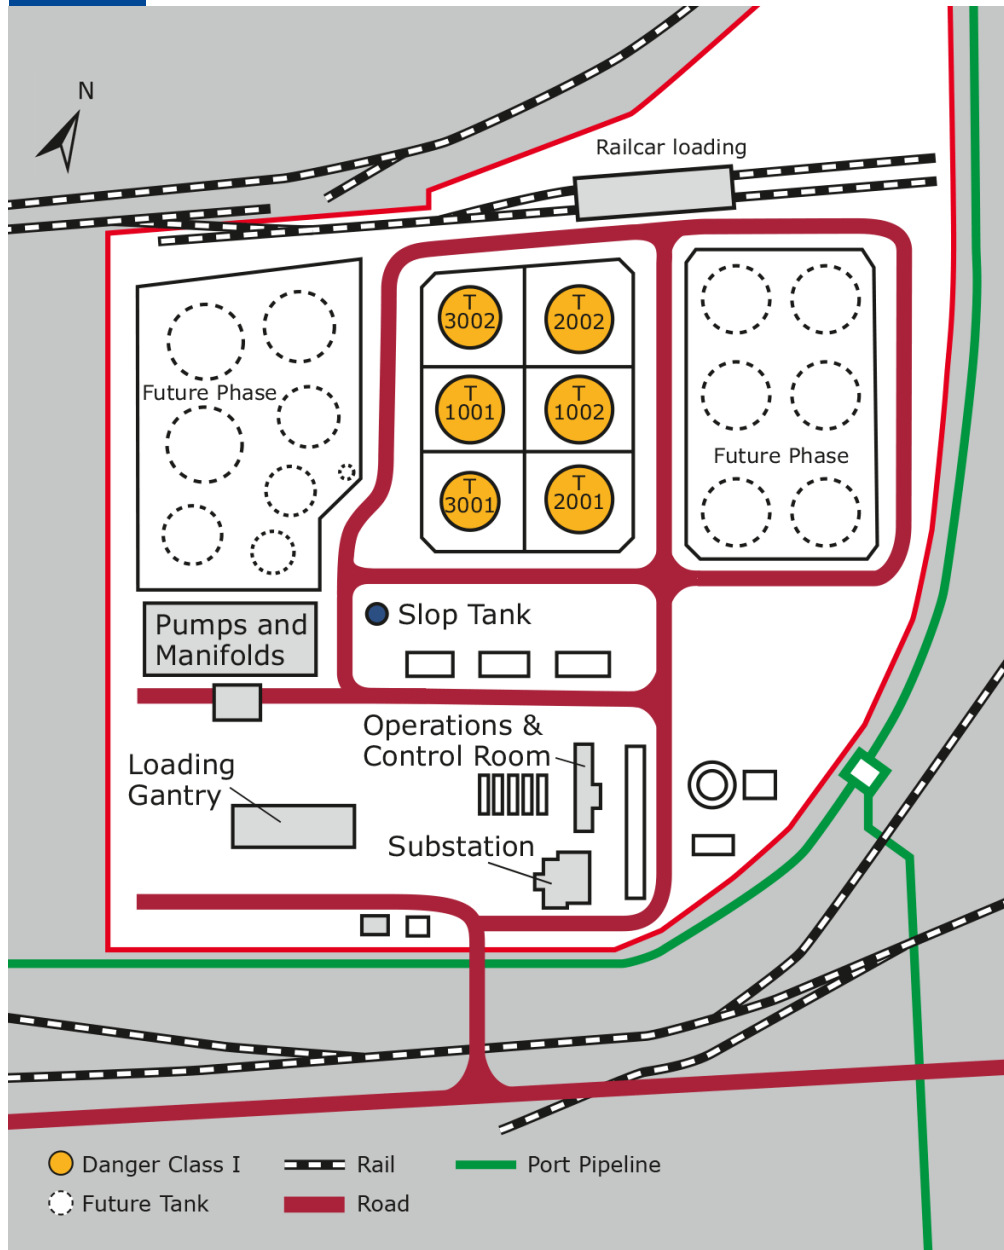 N
Railcar loading
T
3002
T
2002
Future Phase
T
1001
T
1002
Future Phase
T
3001
T
2001
Slop Tank
Pumps and
Manifolds
Operations &
Control Room
Loading
Gantry
Substation
Danger Class I
Rail
Port Pipeline
Future Tank
Road